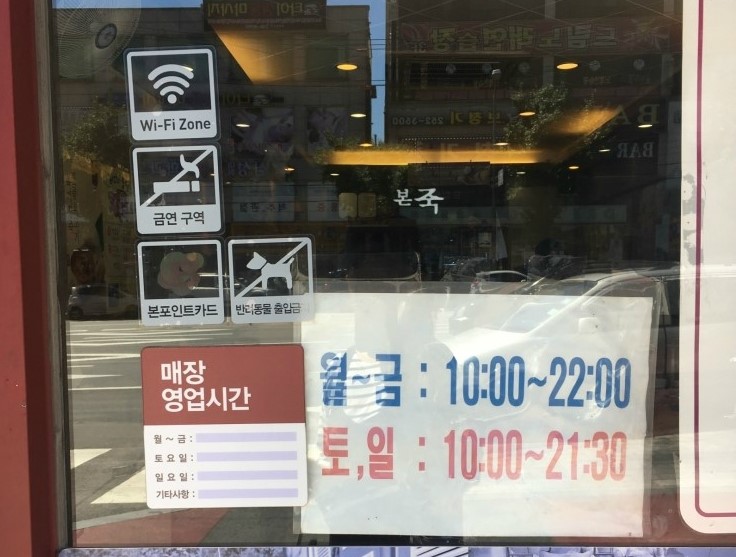 Wi-Fi Zone
금연 구역
본포인트카드
반려동물 출입금
본죽
매장
영업시간
월 ~ 금 :
토 요 일 :
일 요 일 :
기타사항 :
월~금 : 10:00~22:00
토,일 : 10:00~21:30